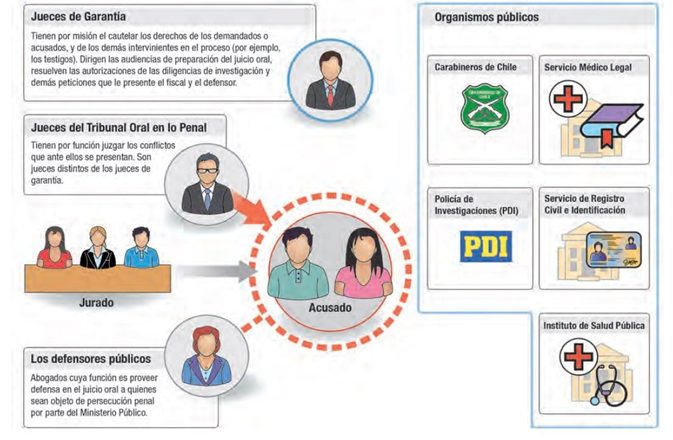 Jueces de Garantía
Tienen por misión el cautelar los derechos de los demandados o
acusados, y de los demás intervinientes en el proceso (por ejemplo,
los testigos). Dirigen las audiencias de preparación del juicio oral,
resuelven las autorizaciones de las diligencias de investigación y
demás peticiones que le presente el fiscal y el defensor.
Jueces del Tribunal Oral en lo Penal
Tienen por función juzgar los conflictos
que ante ellos se presentan. Son
jueces distintos de los jueces de
garantía.
Jurado
Acusado
Los defensores públicos
Abogados cuya función es proveer
defensa en el juicio oral a quienes
sean objeto de persecución penal
por parte del Ministerio Público.
Organismos públicos
Carabineros de Chile
Servicio Médico Legal
Policía de
Investigaciones (PDI)
PDI
Servicio de Registro
Civil e Identificación
Instituto de Salud Pública